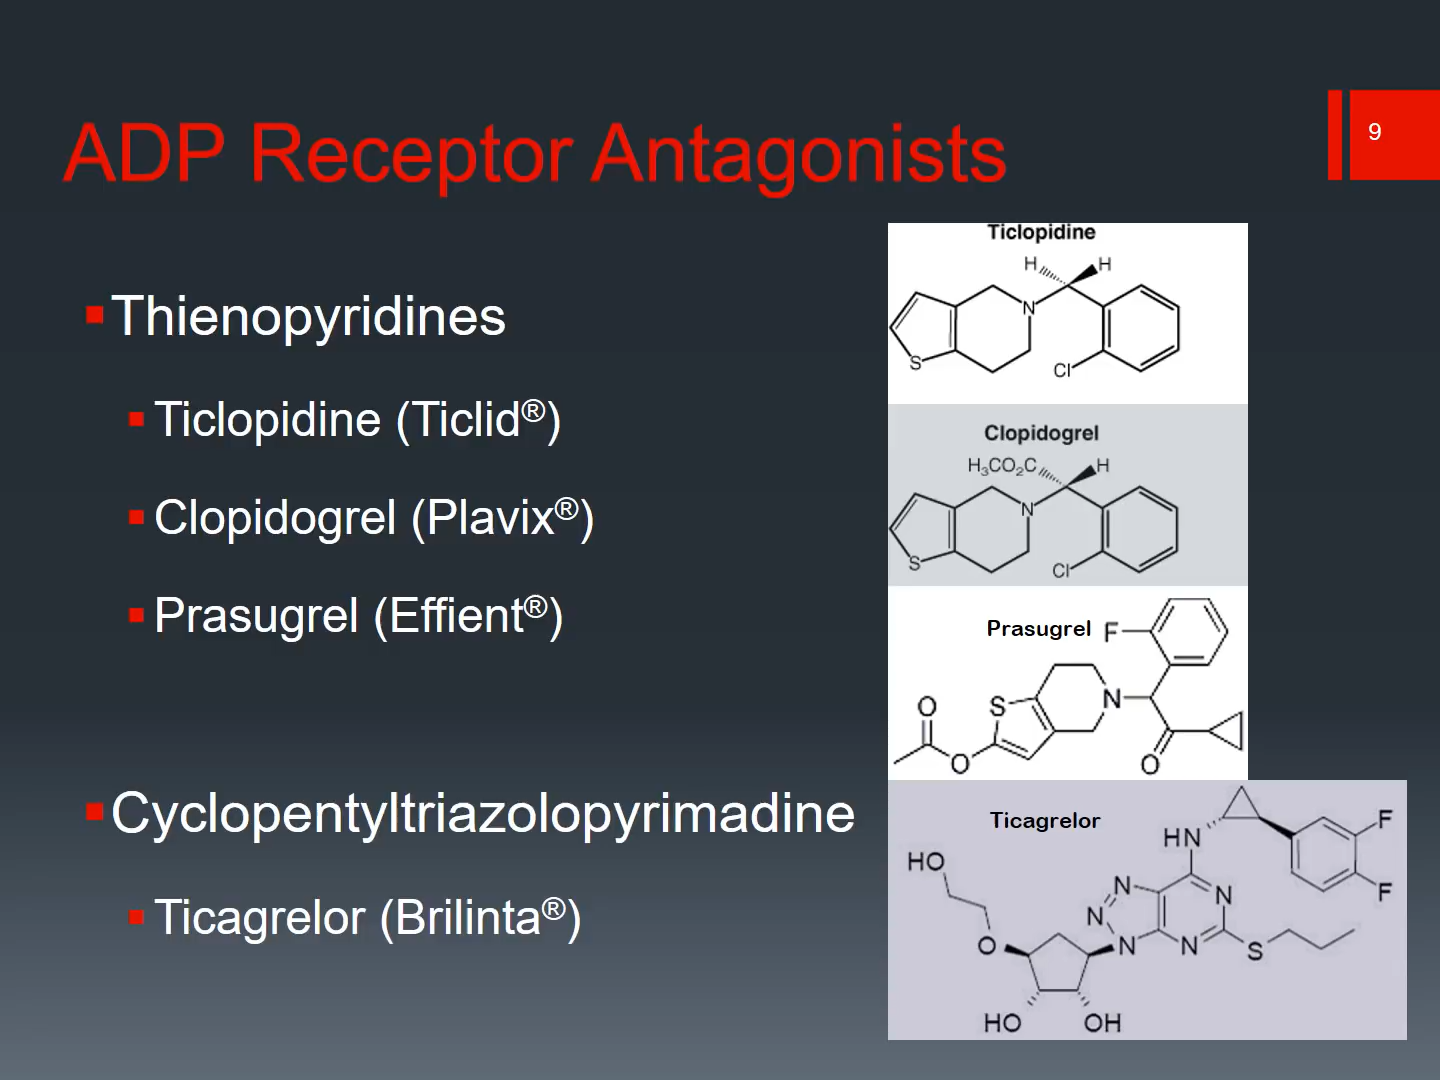 ADP Receptor Antagonists
9
Thienopyridines
Ticlopidine (Ticlid®)
Clopidogrel (Plavix®)
Prasugrel (Effient®)
Cyclopentyltriazolopyrimadine
Ticagrelor (Brilinta®)
Ticlopidine
H H
N
S
Cl
Clopidogrel
H₃CO₂C H
N
S
Cl
Prasugrel F
N
S
O
O
O
Ticagrelor
F
HN
HO
F
N N
N
O N N
S
HO OH